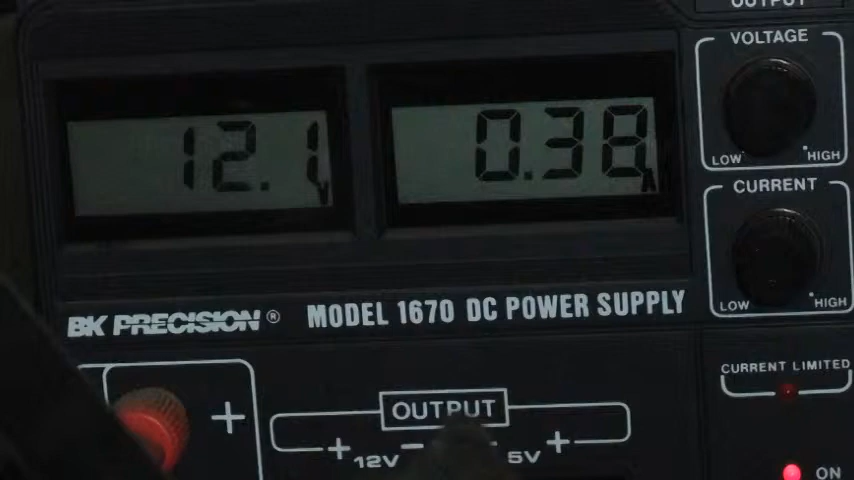 OUTPUT
VOLTAGE
LOW HIGH
12.1 V
0.38 A
CURRENT
LOW HIGH
BK PRECISION® MODEL 1670 DC POWER SUPPLY
CURRENT LIMITED
+
OUTPUT
+ 12V − − 5V +
ON